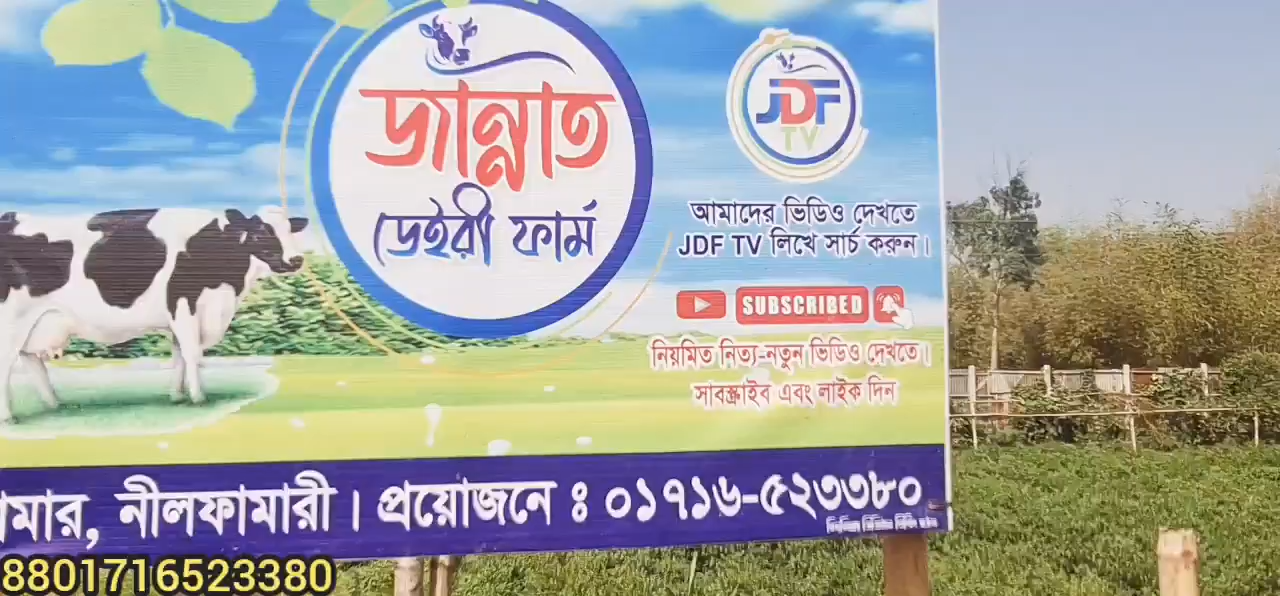 জান্নাত
ডেইরী ফার্ম
JDF
TV
আমাদের ভিডিও দেখতে
JDF TV লিখে সার্চ করুন।
SUBSCRIBED
নিয়মিত নিত্য-নতুন ভিডিও দেখতে।
সাবস্ক্রাইব এবং লাইক দিন
নীলফামারী। প্রয়োজনে ঃ ০১৭১৬-৫২৩৩৮০
8801716523380